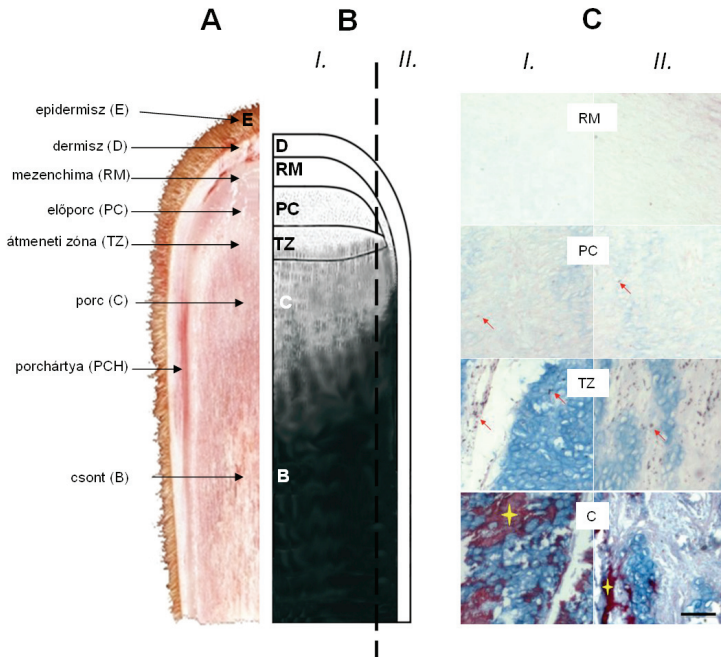 A
B
C
I.
II.
I.
II.
epidermisz (E)
dermisz (D)
mezenchima (RM)
előporc (PC)
átmeneti zóna (TZ)
porc (C)
porchártya (PCH)
csont (B)
E
D
RM
PC
TZ
C
B
RM
PC
TZ
C